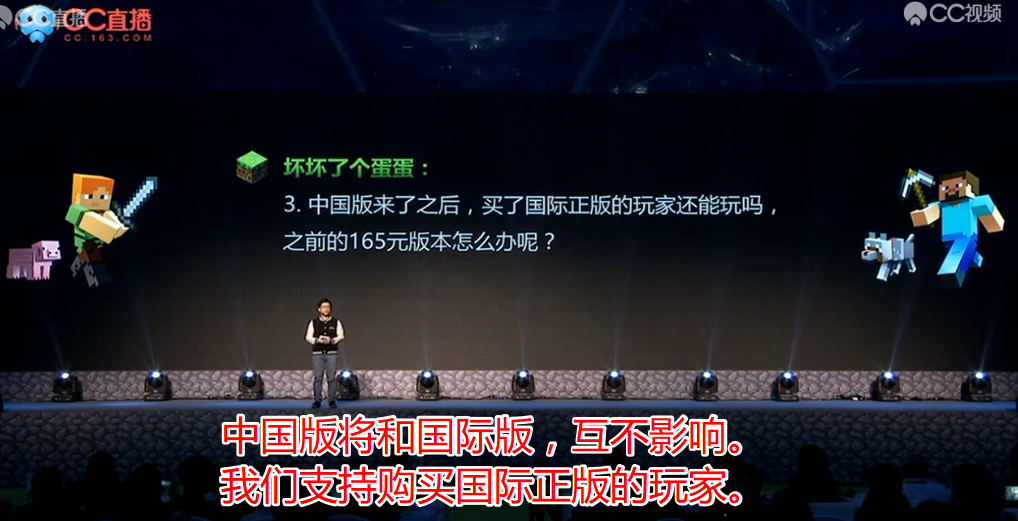 CC直播
CC.163.COM
CC视频
坏坏了个蛋蛋：
3. 中国版来了之后，买了国际正版的玩家还能玩吗，
之前的165元版本怎么办呢？
中国版将和国际版，互不影响。
我们支持购买国际正版的玩家。